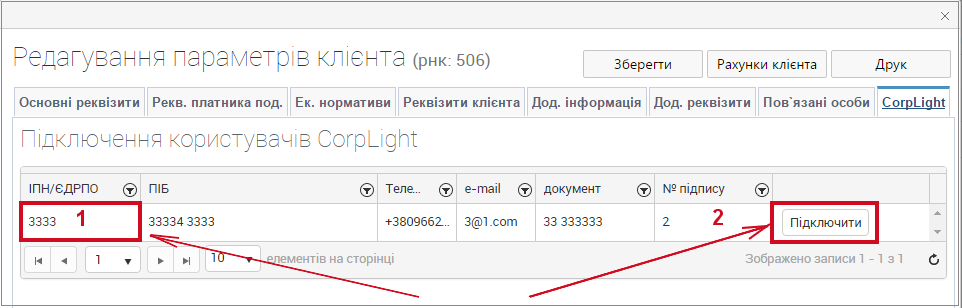 Редагування параметрів клієнта (рнк: 506)
Зберегти Рахунки клієнта Друк
Основні реквізити Рекв. платника под. Ек. нормативи Реквізити клієнта Дод. інформація Дод. реквізити Пов`язані особи CorpLight
Підключення користувачів CorpLight
ІПН/ЄДРПО ПІБ Теле... e-mail документ № підпису
3333 1 33334 3333 +3809662... 3@1.com 33 333333 2 2 Підключити
1 10 елементів на сторінці Зображено записи 1 - 1 з 1